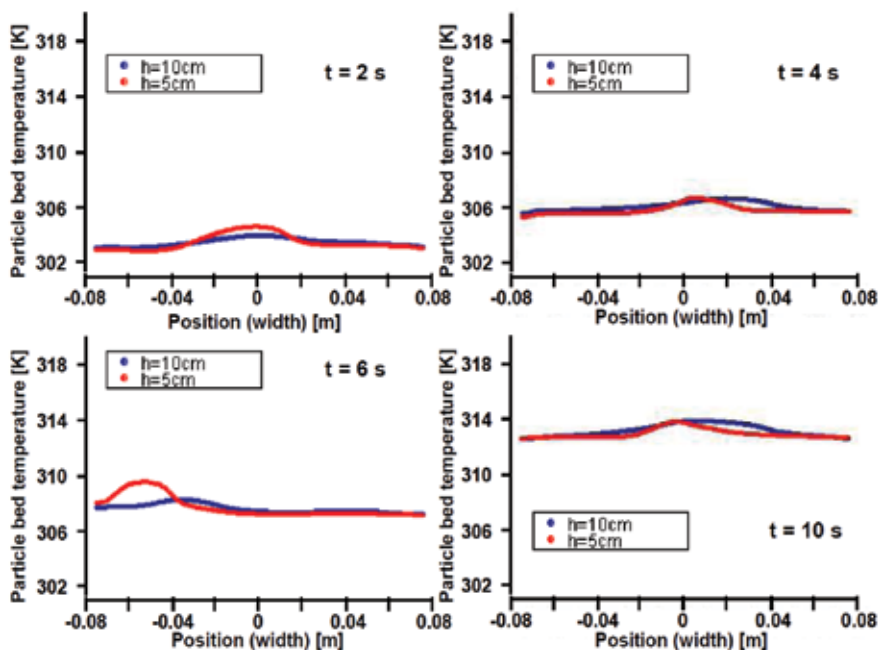 Particle bed temperature [K]
318
314
310
306
302
h=10cm
h=5cm
t = 2 s
-0.08
-0.04
0
0.04
0.08
Position (width) [m]
Particle bed temperature [K]
318
314
310
306
302
h=10cm
h=5cm
t = 4 s
-0.08
-0.04
0
0.04
0.08
Position (width) [m]
Particle bed temperature [K]
318
314
310
306
302
h=10cm
h=5cm
t = 6 s
-0.08
-0.04
0
0.04
0.08
Position (width) [m]
Particle bed temperature [K]
318
314
310
306
302
h=10cm
h=5cm
t = 10 s
-0.08
-0.04
0
0.04
0.08
Position (width) [m]